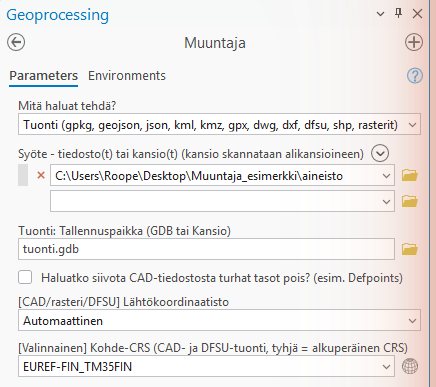 Geoprocessing
Muuntaja
Parameters Environments
Mitä haluat tehdä?
Tuonti (gpkg, geojson, json, kml, kmz, gpx, dwg, dxf, dfsu, shp, rasterit)
Syöte - tiedosto(t) tai kansio(t) (kansio skannataan alikansioineen)
C:\Users\Roope\Desktop\Muuntaja_esimerkki\aineisto
Tuonti: Tallennuspaikka (GDB tai Kansio)
tuonti.gdb
Haluatko siivota CAD-tiedostosta turhat tasot pois? (esim. Defpoints)
[CAD/rasteri/DFSU] Lähtökoordinaatisto
Automaattinen
[Valinnainen] Kohde-CRS (CAD- ja DFSU-tuonti, tyhjä = alkuperäinen CRS)
EUREF-FIN_TM35FIN